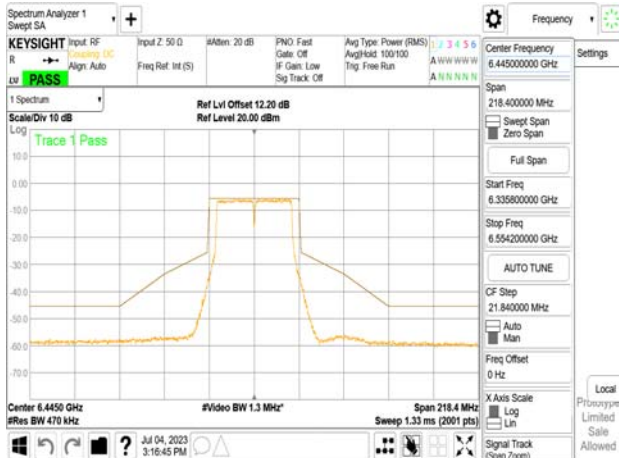 Spectrum Analyzer 1
Swept SA
+
Frequency
KEYSIGHT
Input: RF
Coupling: DC
Align: Auto
Input Z: 50 Ω
Freq Ref: Int (S)
#Atten: 20 dB
PNO: Fast
Gate: Off
IF Gain: Low
Sig Track: Off
Avg Type: Power (RMS)
Avg|Hold: 100/100
Trig: Free Run
1 2 3 4 5 6
A W W W W W
A N N N N N
R
LU
PASS
1 Spectrum
Scale/Div 10 dB
Ref Lvl Offset 12.20 dB
Ref Level 20.00 dBm
Log
Trace 1 Pass
10.0
0.00
-10.0
-20.0
-30.0
-40.0
-50.0
-60.0
-70.0
Center 6.4450 GHz
#Res BW 470 kHz
#Video BW 1.3 MHz*
Span 218.4 MHz
Sweep 1.33 ms (2001 pts)
Jul 04, 2023
3:16:45 PM
?
Center Frequency
6.445000000 GHz
Settings
Span
218.400000 MHz
Swept Span
Zero Span
Full Span
Start Freq
6.335800000 GHz
Stop Freq
6.554200000 GHz
AUTO TUNE
CF Step
21.840000 MHz
Auto
Man
Freq Offset
0 Hz
X Axis Scale
Log
Lin
Signal Track
(Span Zoom)
Local
Prototype
Limited
Sale
Allowed